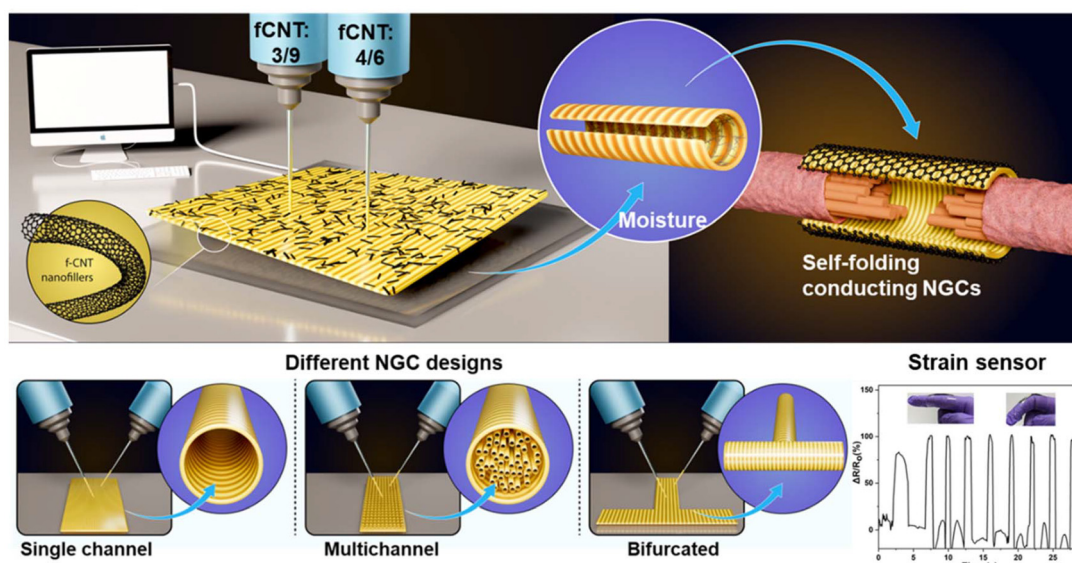 fCNT:
3/9
fCNT:
4/6
f-CNT
nanofillers
Moisture
Self-folding
conducting NGCs
Different NGC designs
Strain sensor
Single channel
Multichannel
Bifurcated
ΔR/R₀(%)
150
100
50
0
0
5
10
15
20
25